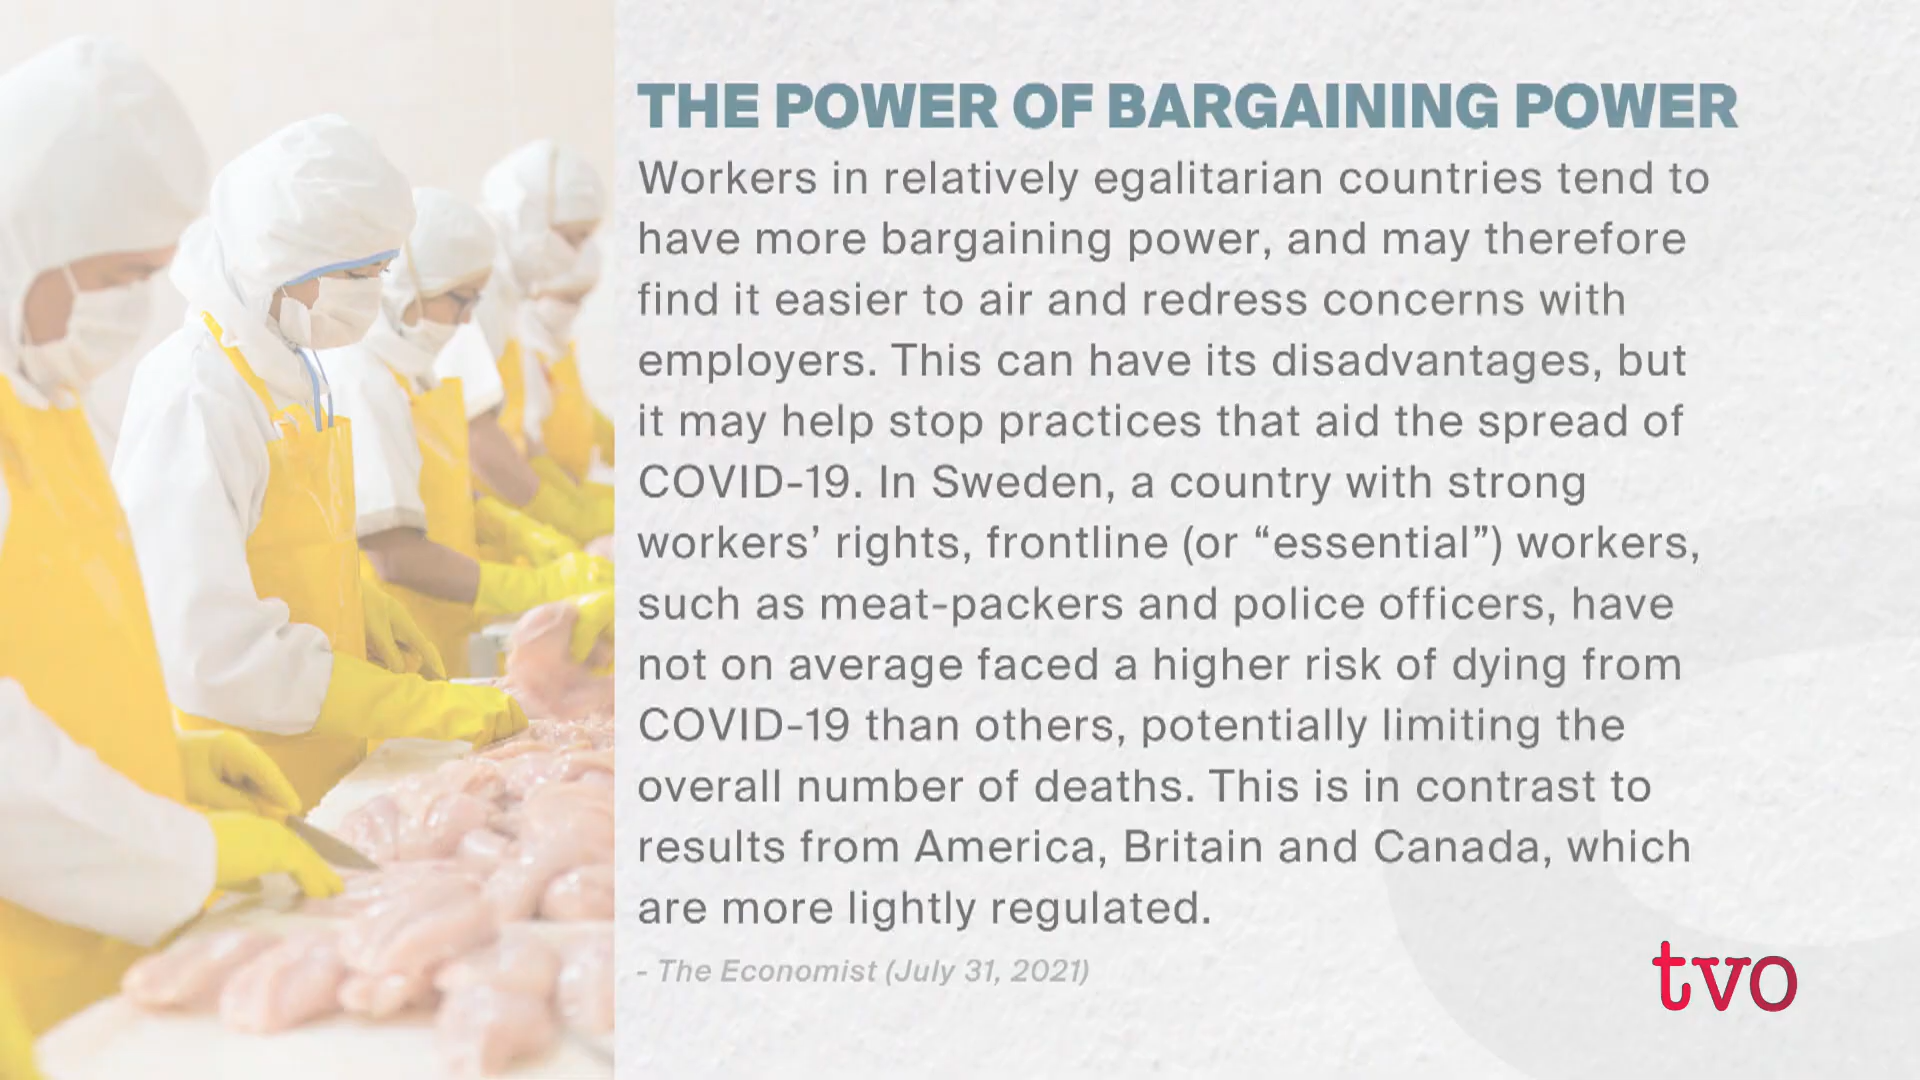 THE POWER OF BARGAINING POWER
Workers in relatively egalitarian countries tend to
have more bargaining power, and may therefore
find it easier to air and redress concerns with
employers. This can have its disadvantages, but
it may help stop practices that aid the spread of
COVID-19. In Sweden, a country with strong
workers’ rights, frontline (or “essential”) workers,
such as meat-packers and police officers, have
not on average faced a higher risk of dying from
COVID-19 than others, potentially limiting the
overall number of deaths. This is in contrast to
results from America, Britain and Canada, which
are more lightly regulated.
- The Economist (July 31, 2021)
tvo